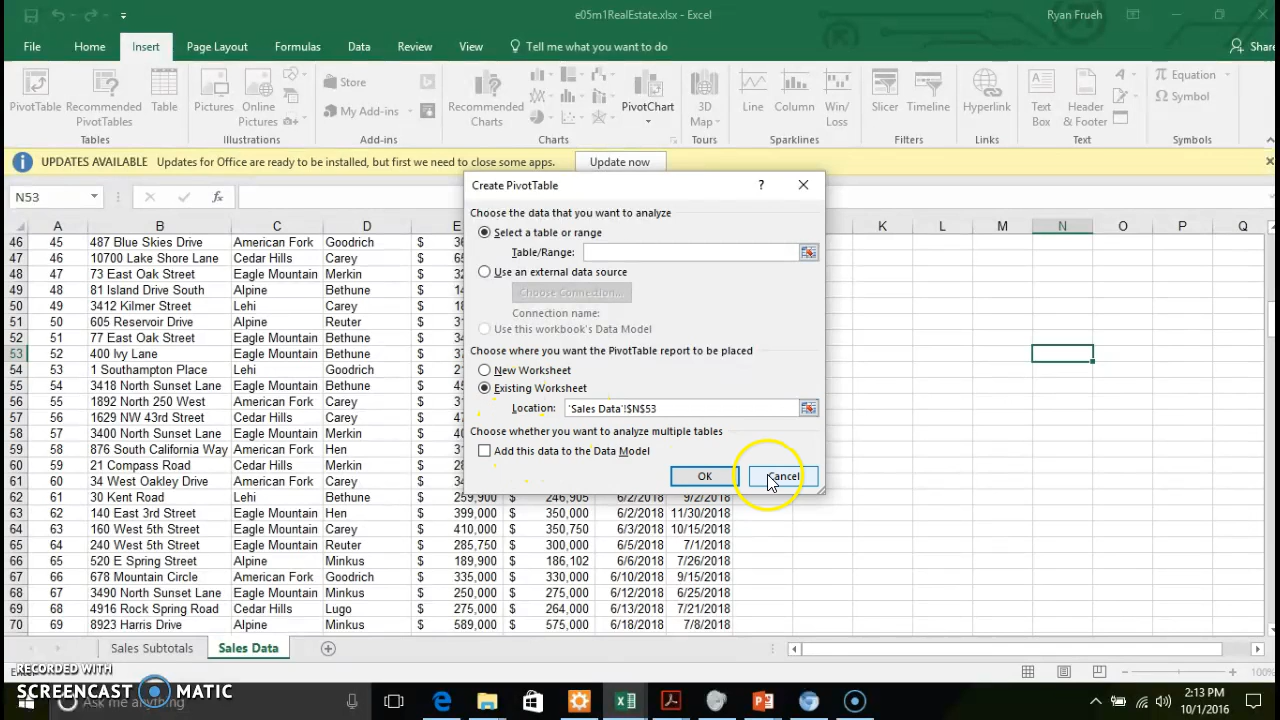 e05m1RealEstate.xlsx - Excel
Ryan Frueh
File Home Insert Page Layout Formulas Data Review View Tell me what you want to do Share
PivotTable Recommended PivotTables Table
Pictures Online Pictures
Store
My Add-ins
Recommended Charts
PivotChart
3D Map
Line Column Win/Loss
Slicer Timeline
Hyperlink
Text Box
Header & Footer
Equation
Symbol
Tables Illustrations Add-ins Charts Tours Sparklines Filters Links Text Symbols
UPDATES AVAILABLE Updates for Office are ready to be installed, but first we need to close some apps. Update now
N53
fx
A B C D E K L M N O P Q
46 45 487 Blue Skies Drive American Fork Goodrich $
47 46 10700 Lake Shore Lane Cedar Hills Carey $
48 47 73 East Oak Street Eagle Mountain Merkin $
49 48 81 Island Drive South Alpine Bethune $
50 49 3412 Kilmer Street Lehi Carey $
51 50 605 Reservoir Drive Alpine Reuter $
52 51 77 East Oak Street Eagle Mountain Bethune $
53 52 400 Ivy Lane Eagle Mountain Bethune $
54 53 1 Southampton Place Lehi Goodrich $
55 54 3418 North Sunset Lane Eagle Mountain Bethune $
56 55 1892 North 250 West American Fork Carey $
57 56 1629 NW 43rd Street Cedar Hills Carey $
58 57 3400 North Sunset Lane Eagle Mountain Bethune $
59 58 876 South California Way American Fork Hen $
60 59 21 Compass Road Cedar Hills Goodrich $
61 60 34 West Oakley Drive Eagle Mountain Carey $
62 61 30 Kent Road Lehi Bethune $ 259,900 $ 246,905 6/2/2018 9/2/2018
63 62 140 East 3rd Street Eagle Mountain Hen $ 399,000 $ 350,000 6/2/2018 11/30/2018
64 63 160 West 5th Street Eagle Mountain Carey $ 410,000 $ 350,750 6/3/2018 10/15/2018
65 64 240 West 5th Street Eagle Mountain Reuter $ 285,750 $ 300,000 6/5/2018 7/1/2018
66 65 520 E Spring Street Alpine Minkus $ 189,900 $ 186,102 6/6/2018 7/26/2018
67 66 678 Mountain Circle American Fork Goodrich $ 335,000 $ 330,000 6/10/2018 9/15/2018
68 67 3490 North Sunset Lane Eagle Mountain Minkus $ 250,000 $ 275,000 6/12/2018 6/25/2018
69 68 4916 Rock Spring Road Cedar Hills Lugo $ 275,000 $ 264,000 6/13/2018 7/21/2018
70 69 8923 Harris Drive Alpine Minkus $ 589,000 $ 575,000 6/18/2018 7/8/2018
Create PivotTable ?
Choose the data that you want to analyze
Select a table or range
Table/Range:
Use an external data source
Choose Connection...
Connection name:
Use this workbook's Data Model
Choose where you want the PivotTable report to be placed
New Worksheet
Existing Worksheet
Location: 'Sales Data'!$N$53
Choose whether you want to analyze multiple tables
Add this data to the Data Model
OK Cancel
Sales Subtotals Sales Data
100%
RECORDED WITH
SCREENCAST MATIC
Ask me anything
2:13 PM
10/1/2016